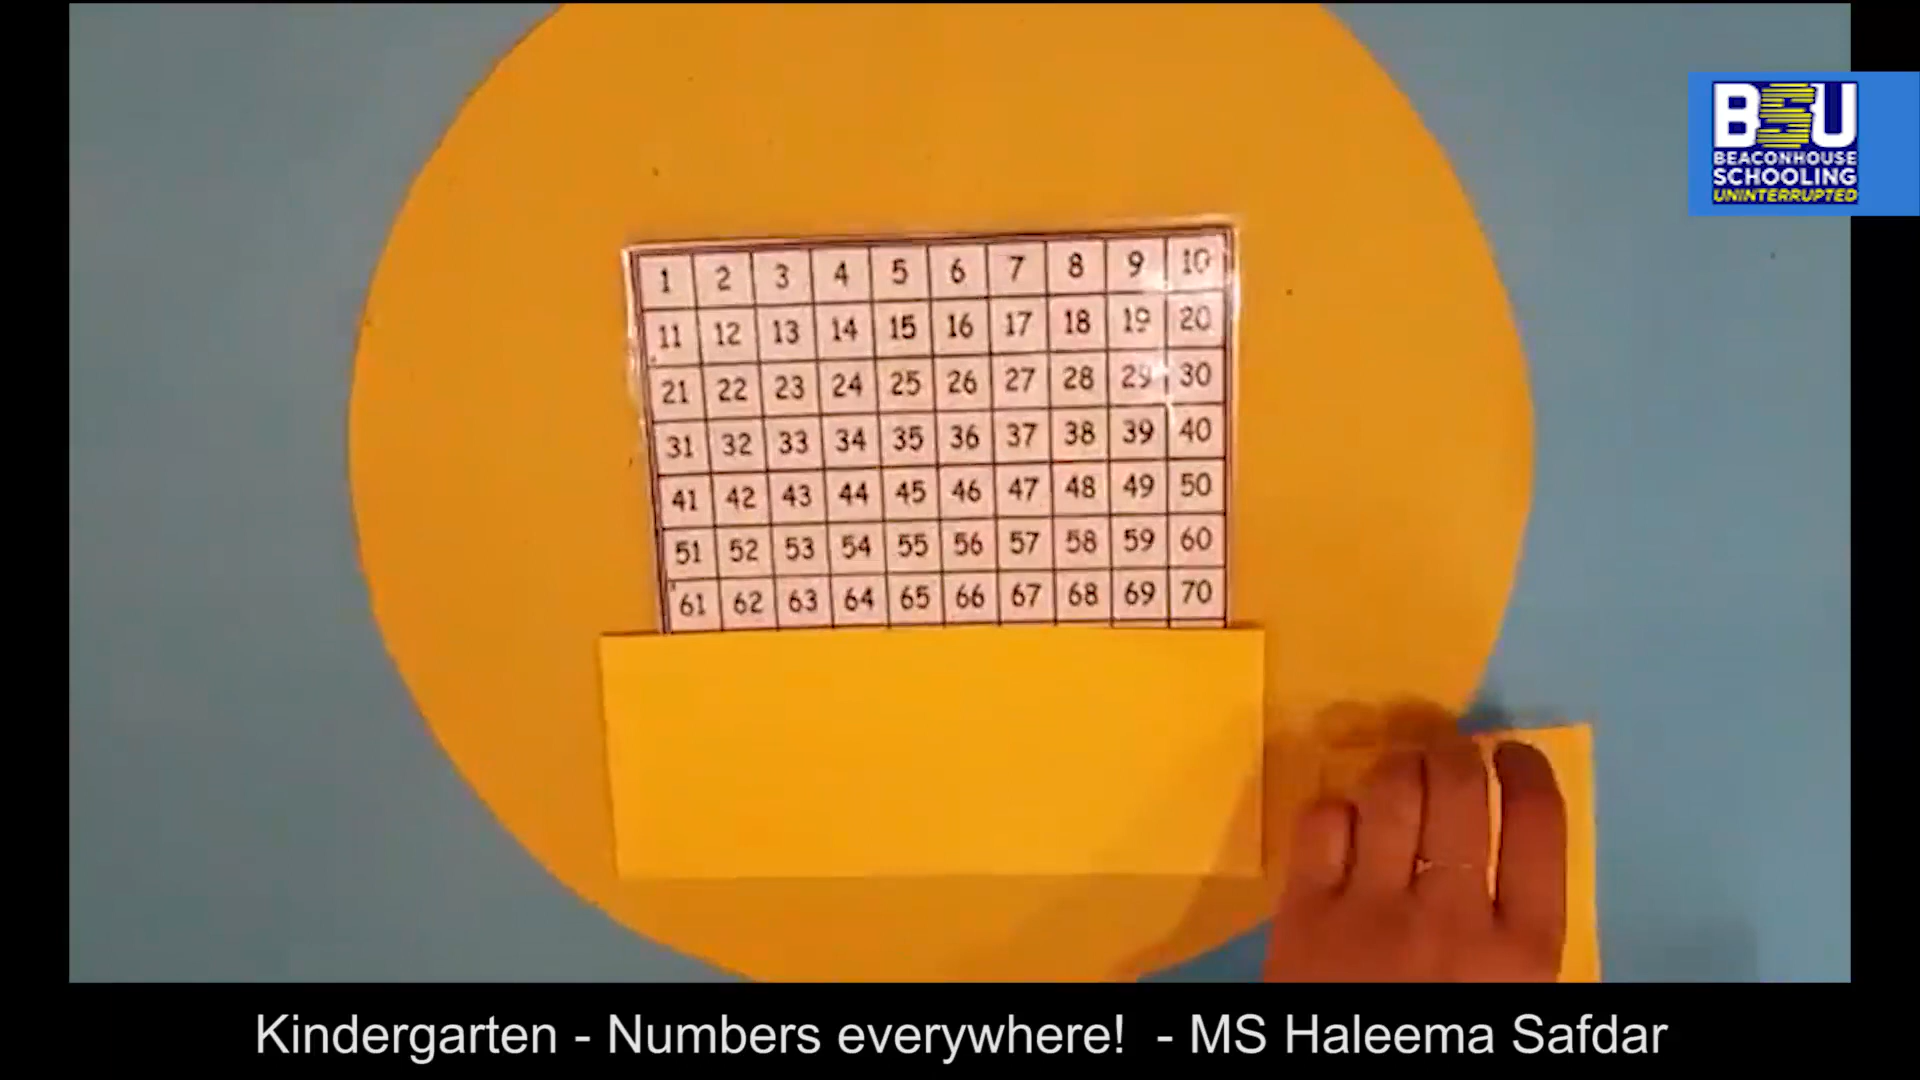 BSU
BEACONHOUSE
SCHOOLING
UNINTERRUPTED
1 2 3 4 5 6 7 8 9 10
11 12 13 14 15 16 17 18 19 20
21 22 23 24 25 26 27 28 29 30
31 32 33 34 35 36 37 38 39 40
41 42 43 44 45 46 47 48 49 50
51 52 53 54 55 56 57 58 59 60
61 62 63 64 65 66 67 68 69 70
Kindergarten - Numbers everywhere! - MS Haleema Safdar